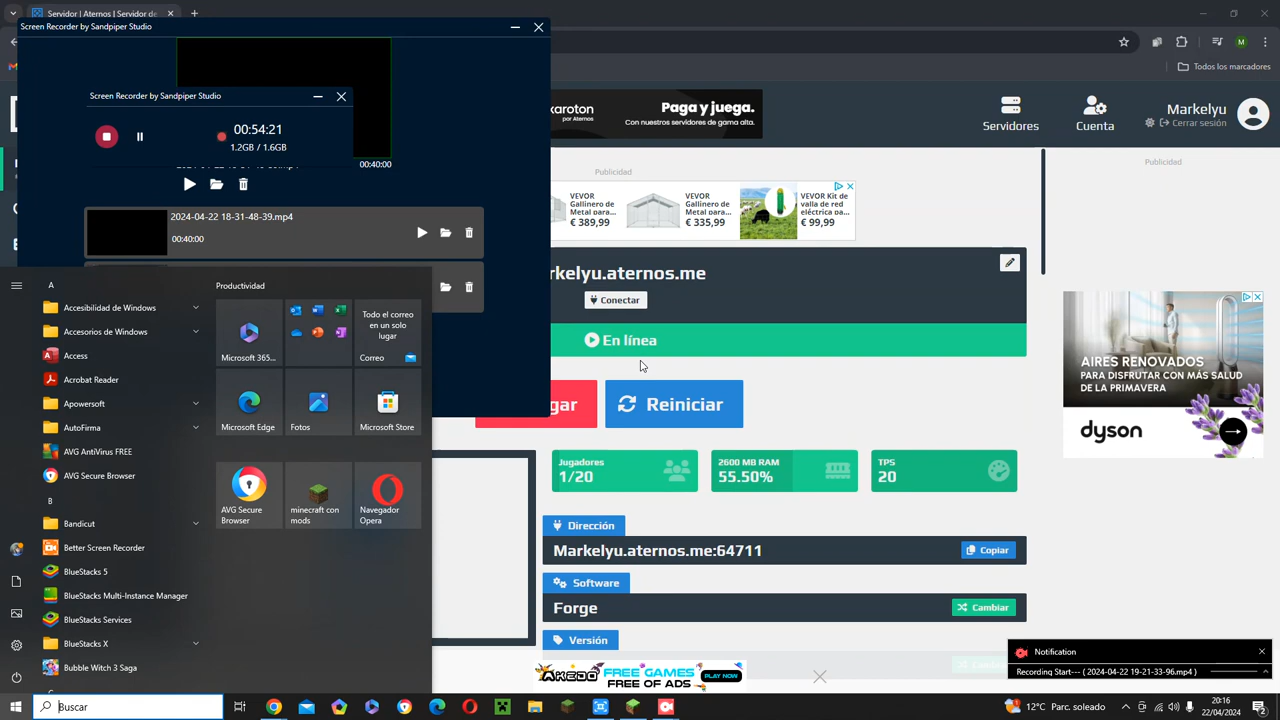 Servidor | Aternos | Servidor de
Screen Recorder by Sandpiper Studio
M
Todos los marcadores
Screen Recorder by Sandpiper Studio
00:54:21
1.2GB / 1.6GB
00:40:00
2024-04-22 18-31-48-39.mp4
00:40:00
karoton
por Aternos
Paga y juega.
Con nuestros servidores de gama alta.
Servidores
Cuenta
Markelyu
Cerrar sesión
Publicidad
Publicidad
VEVOR
Gallinero de
Metal para...
€ 389,99
VEVOR
Gallinero de
Metal para...
€ 335,99
VEVOR Kit de
valla de red
eléctrica par...
€ 99,99
rkelyu.aternos.me
Conectar
En línea
gar
Reiniciar
Jugadores
1/20
2600 MB RAM
55.50%
TPS
20
Dirección
Markelyu.aternos.me:64711
Copiar
Software
Forge
Cambiar
Versión
AIRES RENOVADOS
PARA DISFRUTAR CON MÁS SALUD
DE LA PRIMAVERA
dyson
AKEDO
FREE GAMES
FREE OF ADS
PLAY NOW
Notification
Recording Start--- ( 2024-04-22 19-21-33-96.mp4 )
A
Accesibilidad de Windows
Accesorios de Windows
Access
Acrobat Reader
Apowersoft
AutoFirma
AVG AntiVirus FREE
AVG Secure Browser
B
Bandicut
Better Screen Recorder
BlueStacks 5
BlueStacks Multi-Instance Manager
BlueStacks Services
BlueStacks X
Bubble Witch 3 Saga
Productividad
Microsoft 365...
Todo el correo
en un solo
lugar
Correo
Microsoft Edge
Fotos
Microsoft Store
AVG Secure
Browser
minecraft con
mods
Navegador
Opera
Buscar
12°C Parc. soleado
20:16
22/04/2024